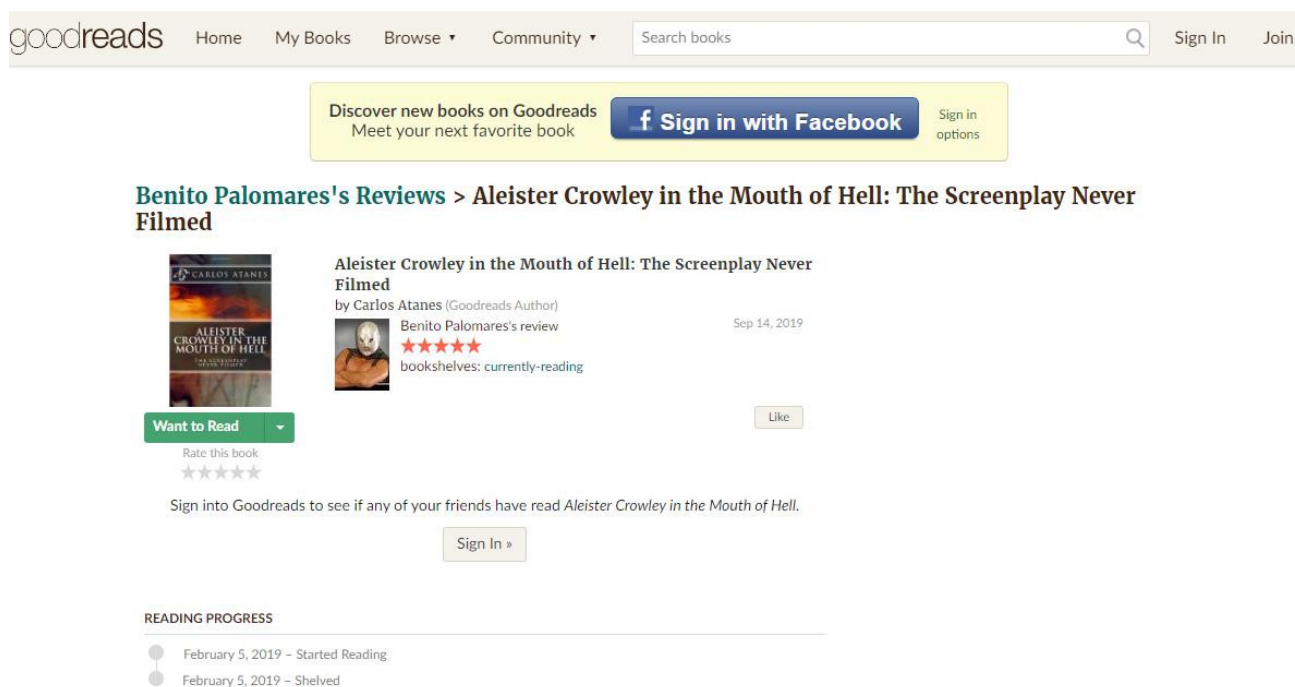 goodreads Home My Books Browse ▾ Community ▾ Search books Sign In Join
Discover new books on Goodreads
Meet your next favorite book
f Sign in with Facebook
Sign in
options
Benito Palomares's Reviews > Aleister Crowley in the Mouth of Hell: The Screenplay Never
Filmed
CARLOS ATANES
ALEISTER
CROWLEY IN THE
MOUTH OF HELL
THE SCREENPLAY
NEVER FILMED
Aleister Crowley in the Mouth of Hell: The Screenplay Never
Filmed
by Carlos Atanes (Goodreads Author)
Benito Palomares's review
Sep 14, 2019
bookshelves: currently-reading
Want to Read
Like
Rate this book
Sign into Goodreads to see if any of your friends have read Aleister Crowley in the Mouth of Hell.
Sign In »
READING PROGRESS
February 5, 2019 – Started Reading
February 5, 2019 – Shelved